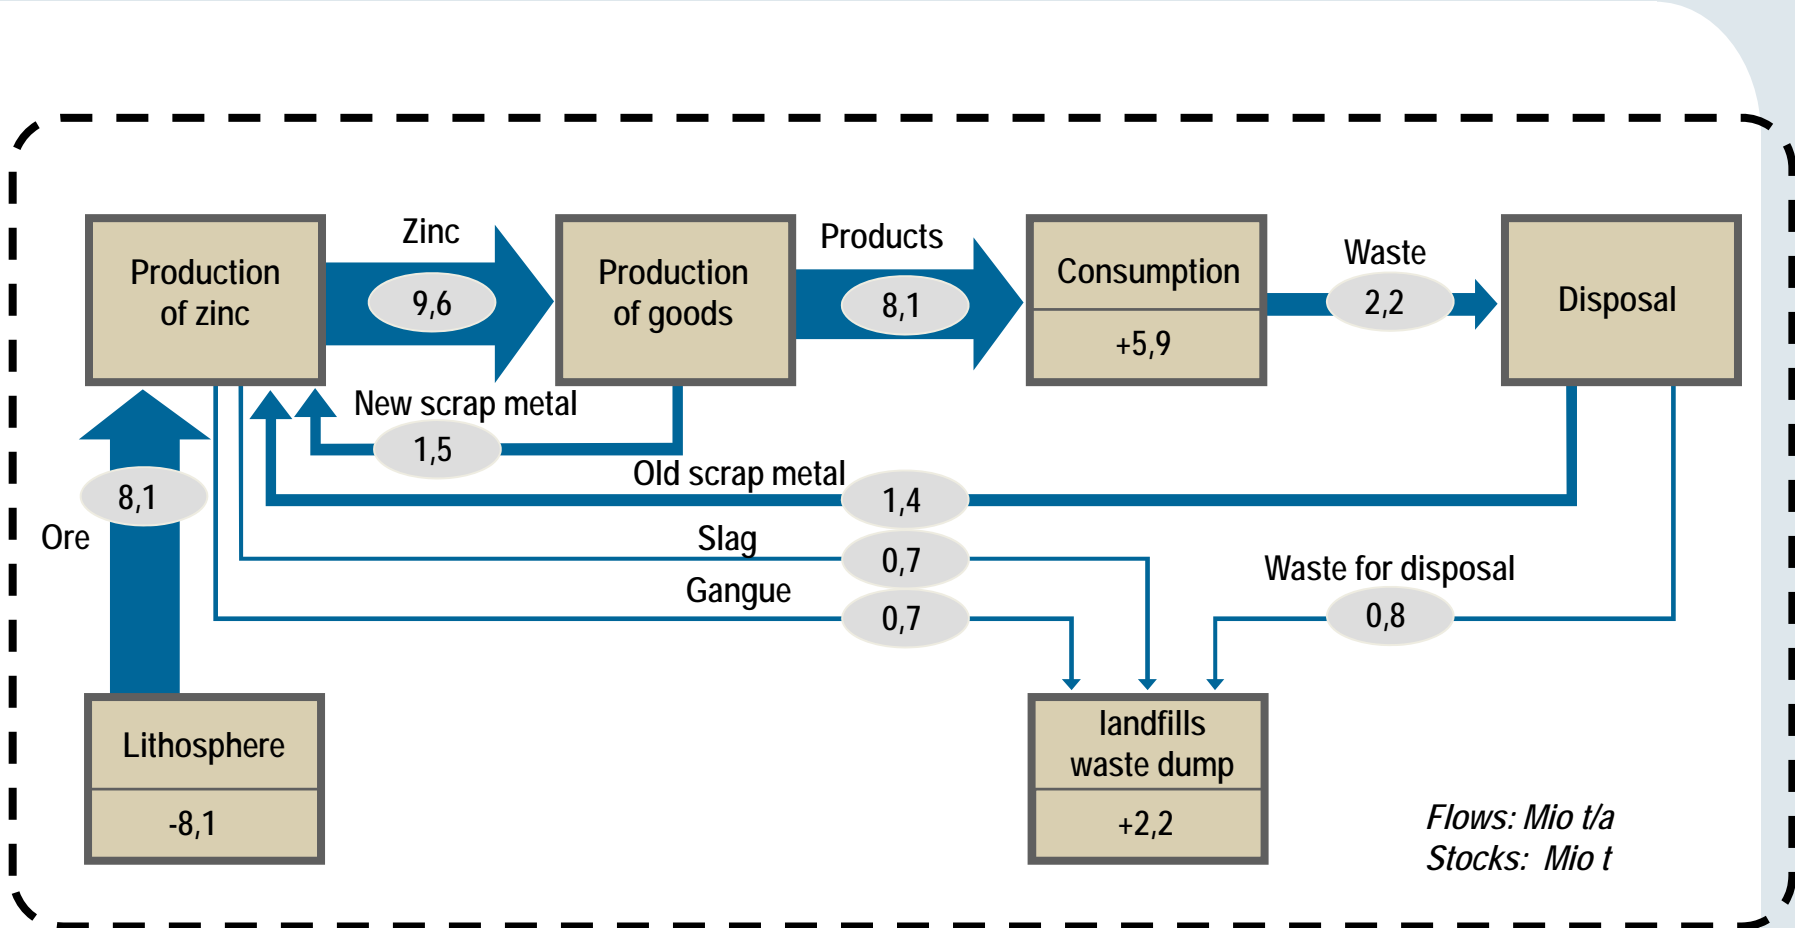 Zinc
Products
Waste
Production
of zinc
9,6
Production
of goods
8,1
Consumption
+5,9
2,2
Disposal
New scrap metal
1,5
Old scrap metal
1,4
8,1
Ore
Slag
0,7
Gangue
0,7
Waste for disposal
0,8
Lithosphere
-8,1
landfills
waste dump
+2,2
Flows: Mio t/a
Stocks: Mio t